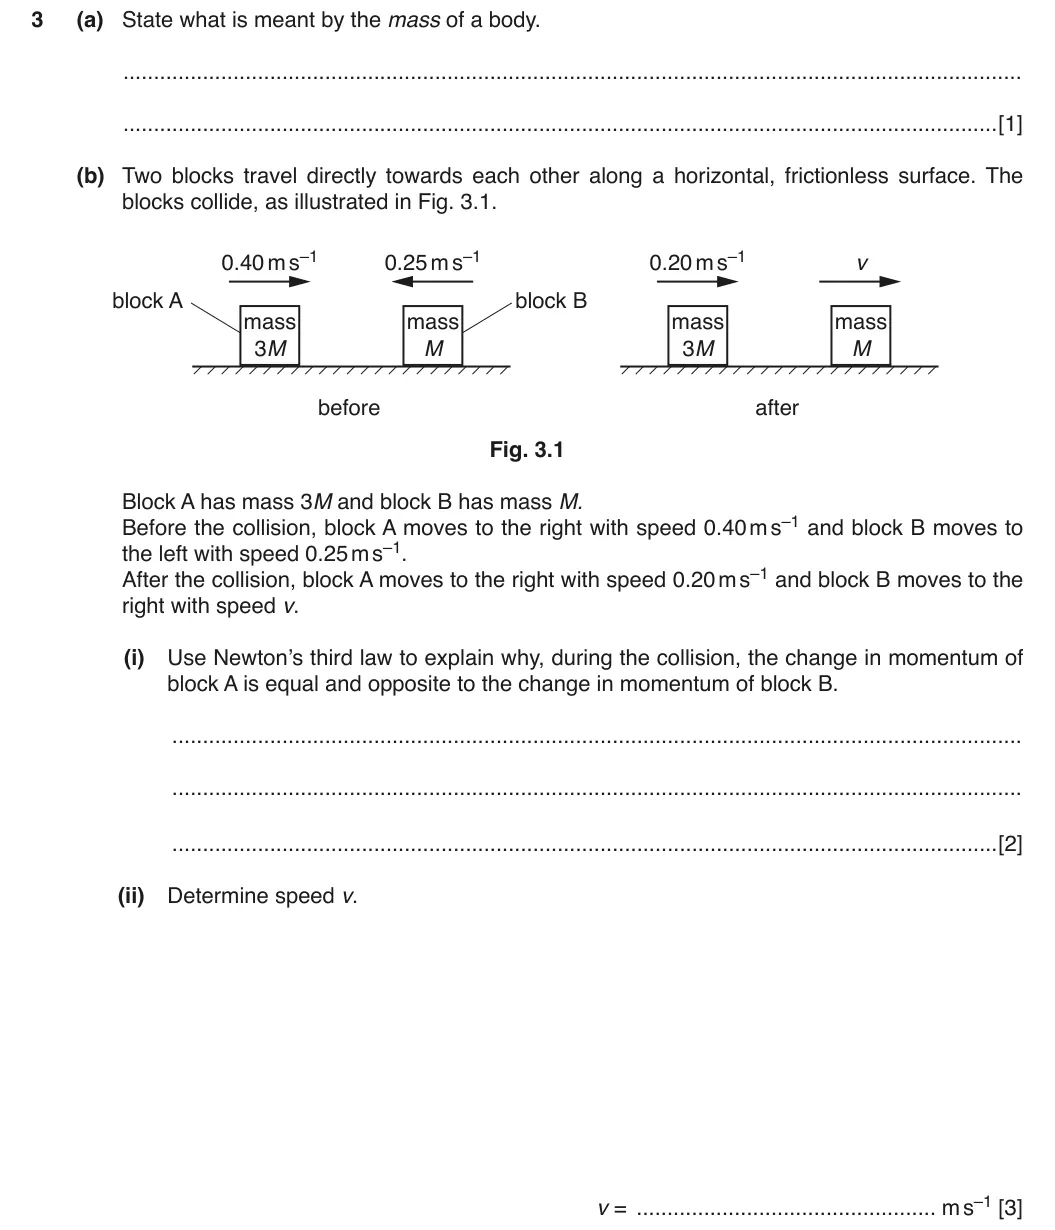 3 (a) State what is meant by the mass of a body.
....................................................................................................................................................
................................................................................................................................................[1]
(b) Two blocks travel directly towards each other along a horizontal, frictionless surface. The
blocks collide, as illustrated in Fig. 3.1.
0.40 m s⁻¹ 0.25 m s⁻¹ 0.20 m s⁻¹ v
block A block B
mass mass mass mass
3M M 3M M
before after
Fig. 3.1
Block A has mass 3M and block B has mass M.
Before the collision, block A moves to the right with speed 0.40 m s⁻¹ and block B moves to
the left with speed 0.25 m s⁻¹.
After the collision, block A moves to the right with speed 0.20 m s⁻¹ and block B moves to the
right with speed v.
(i) Use Newton's third law to explain why, during the collision, the change in momentum of
block A is equal and opposite to the change in momentum of block B.
............................................................................................................................................
............................................................................................................................................
........................................................................................................................................[2]
(ii) Determine speed v.
v = ................................................. m s⁻¹ [3]